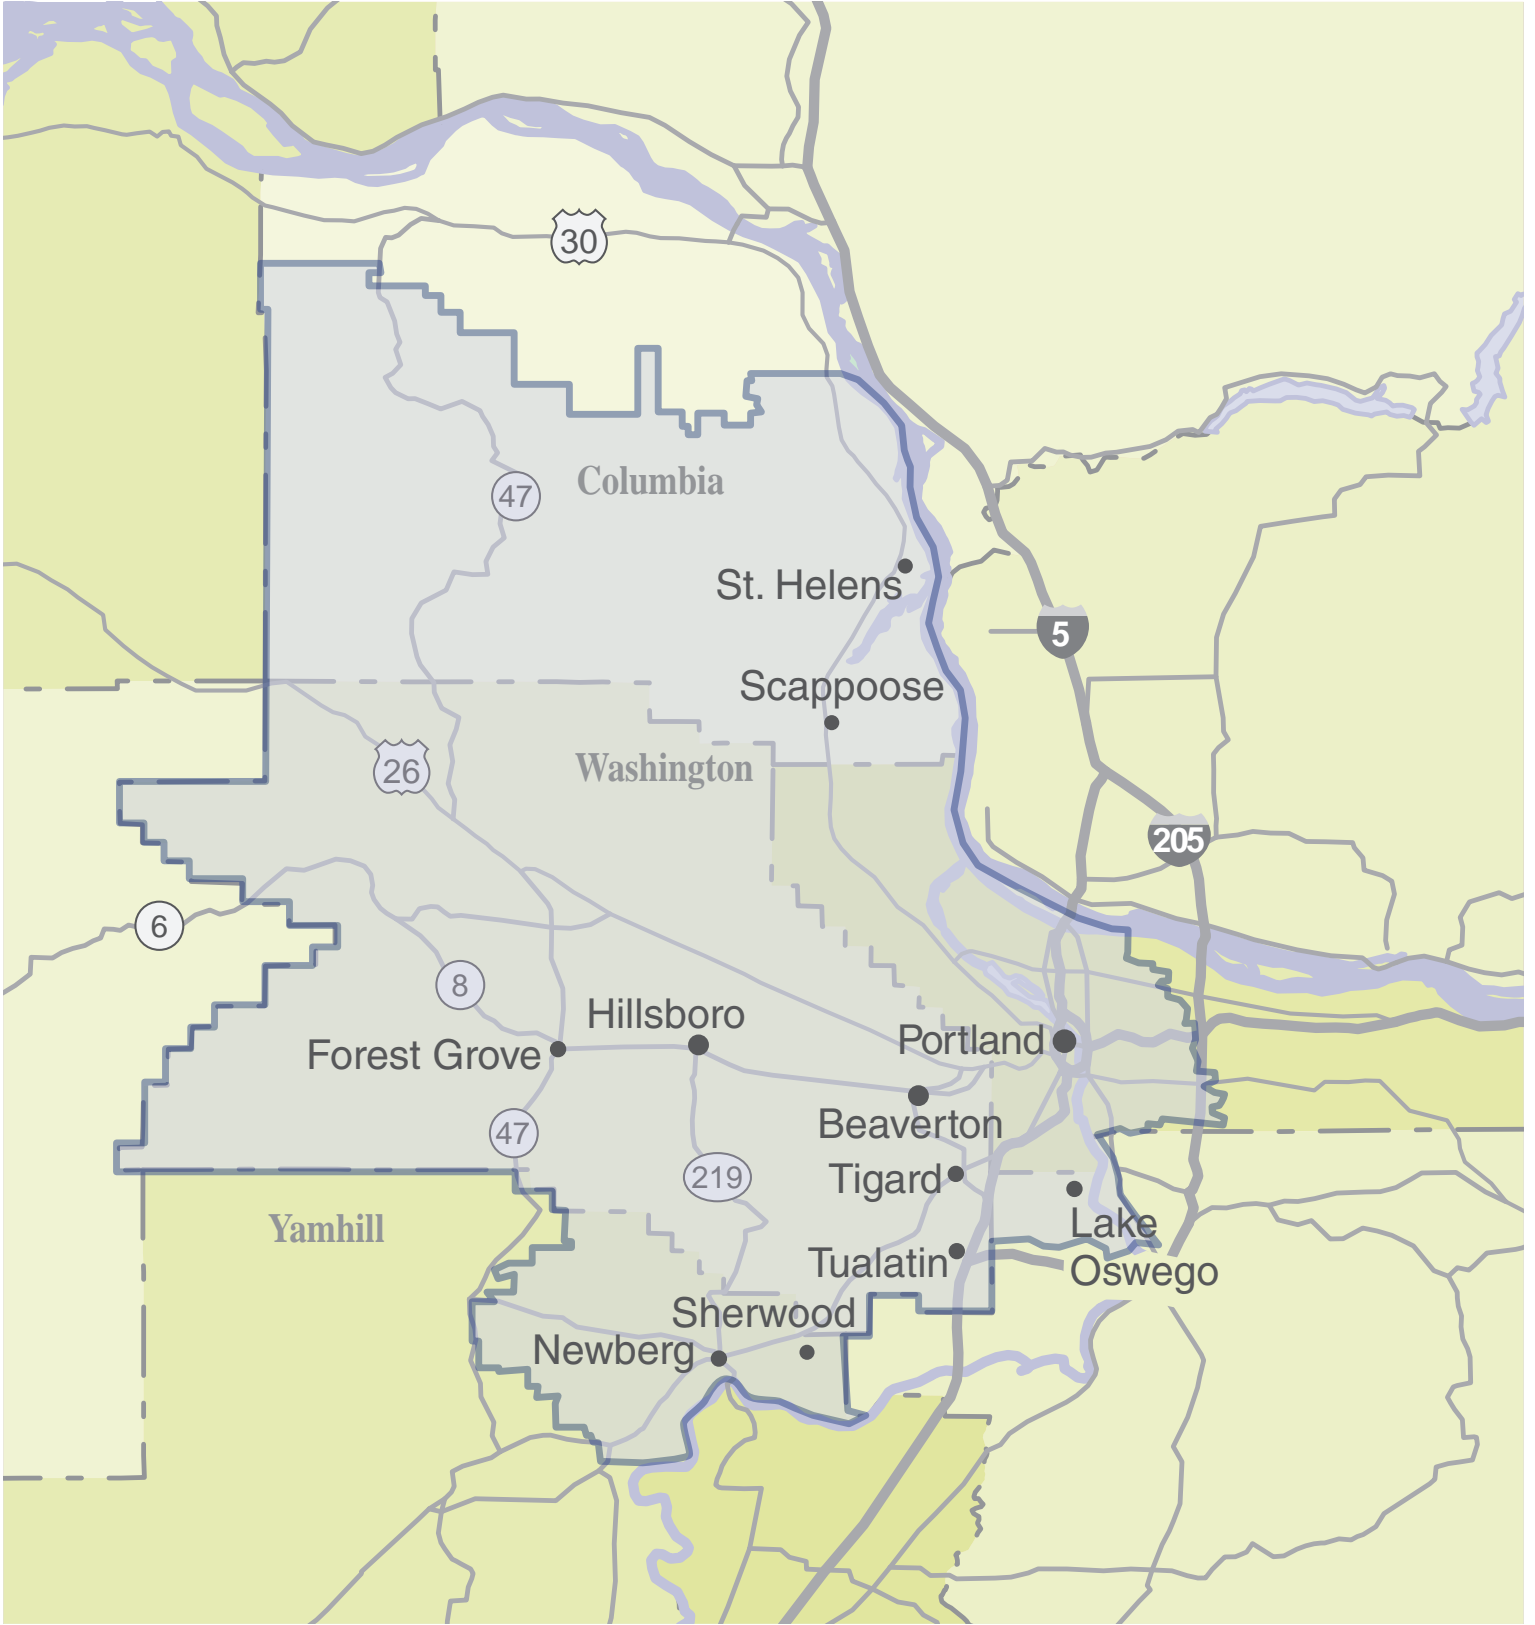 30
Columbia
47
St. Helens
5
Scappoose
26
Washington
205
6
8
Hillsboro
Forest Grove
Portland
Beaverton
47
219
Tigard
Yamhill
Lake
Oswego
Tualatin
Sherwood
Newberg